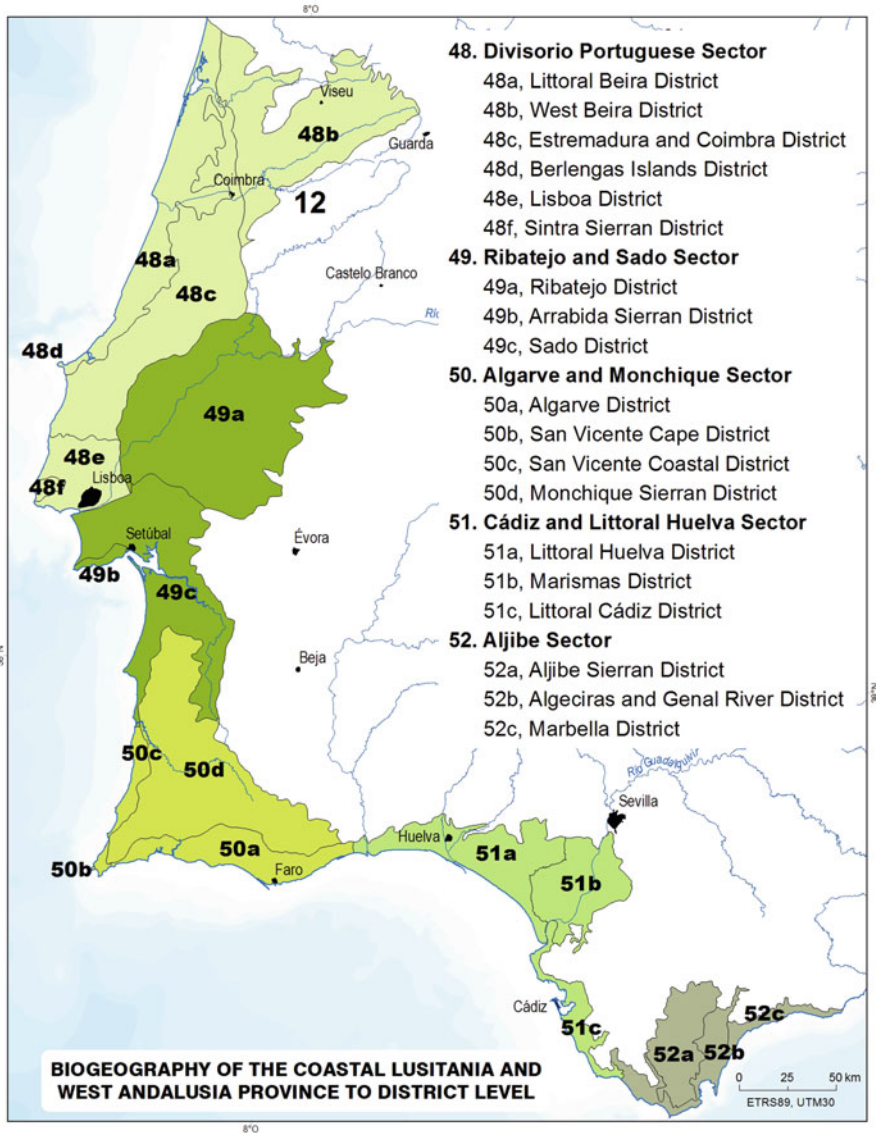 8°O
48. Divisorio Portuguese Sector
48a, Littoral Beira District
48b, West Beira District
48c, Estremadura and Coimbra District
48d, Berlengas Islands District
48e, Lisboa District
48f, Sintra Sierran District
49. Ribatejo and Sado Sector
49a, Ribatejo District
49b, Arrabida Sierran District
49c, Sado District
50. Algarve and Monchique Sector
50a, Algarve District
50b, San Vicente Cape District
50c, San Vicente Coastal District
50d, Monchique Sierran District
51. Cádiz and Littoral Huelva Sector
51a, Littoral Huelva District
51b, Marismas District
51c, Littoral Cádiz District
52. Aljibe Sector
52a, Aljibe Sierran District
52b, Algeciras and Genal River District
52c, Marbella District
Viseu
48b
Guarda
Coimbra
12
48a
Castelo Branco
48c
48d
49a
48e
Lisboa
48f
Setúbal
Évora
49b
49c
Beja
50c
50d
Río Guadalquivir
Sevilla
Huelva
50a
51a
50b
Faro
51b
Cádiz
51c
52c
52a
52b
BIOGEOGRAPHY OF THE COASTAL LUSITANIA AND
WEST ANDALUSIA PROVINCE TO DISTRICT LEVEL
0 25 50 km
ETRS89, UTM30
8°O